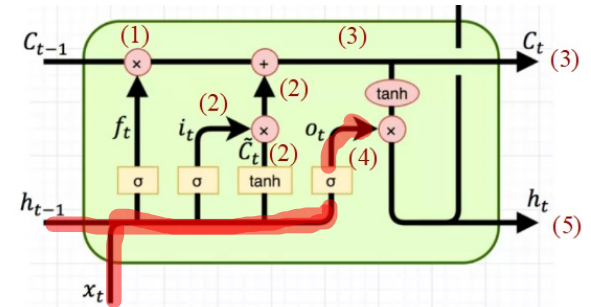 C_{t-1} (1) (3) C_t (3)
× +
(2) (2) tanh
f_t i_t × o_t ×
C̃_t (2) (4)
σ σ tanh σ
h_{t-1} h_t (5)
x_t